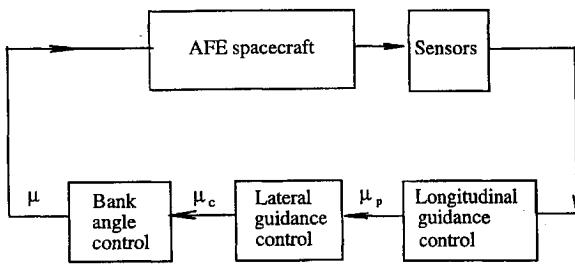 AFE spacecraft
Sensors
μ
Bank
angle
control
μc
Lateral
guidance
control
μp
Longitudinal
guidance
control